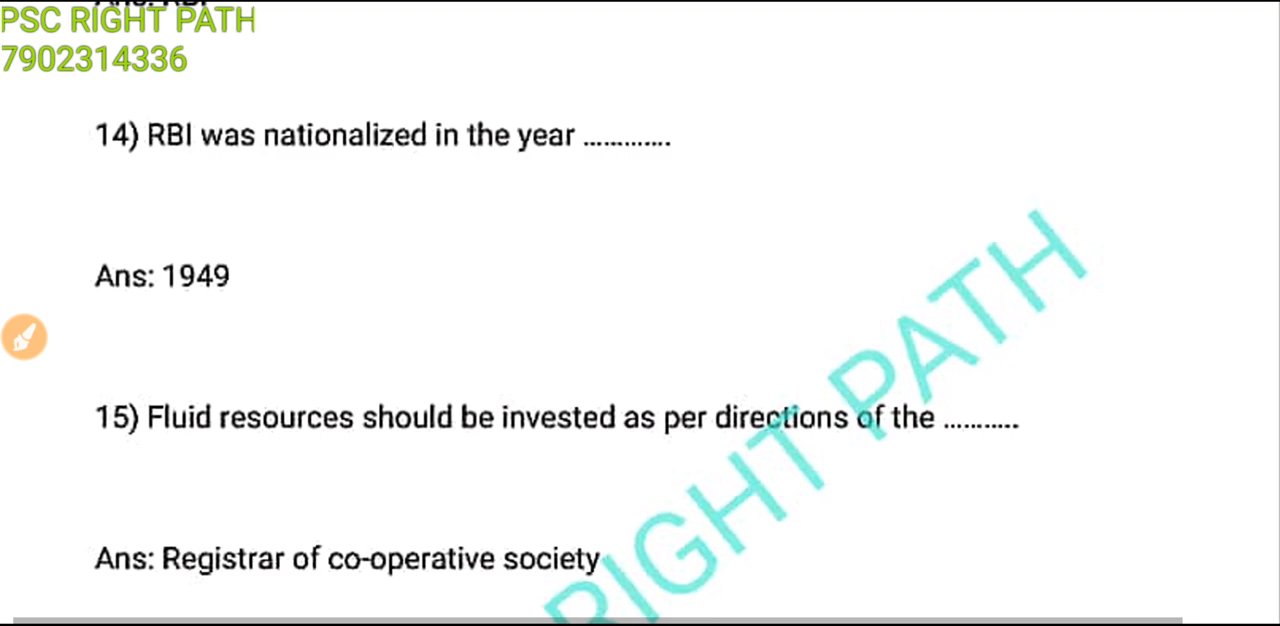 PSC RIGHT PATH
7902314336
14) RBI was nationalized in the year .............
Ans: 1949
15) Fluid resources should be invested as per directions of the ...........
Ans: Registrar of co-operative society
RIGHT PATH